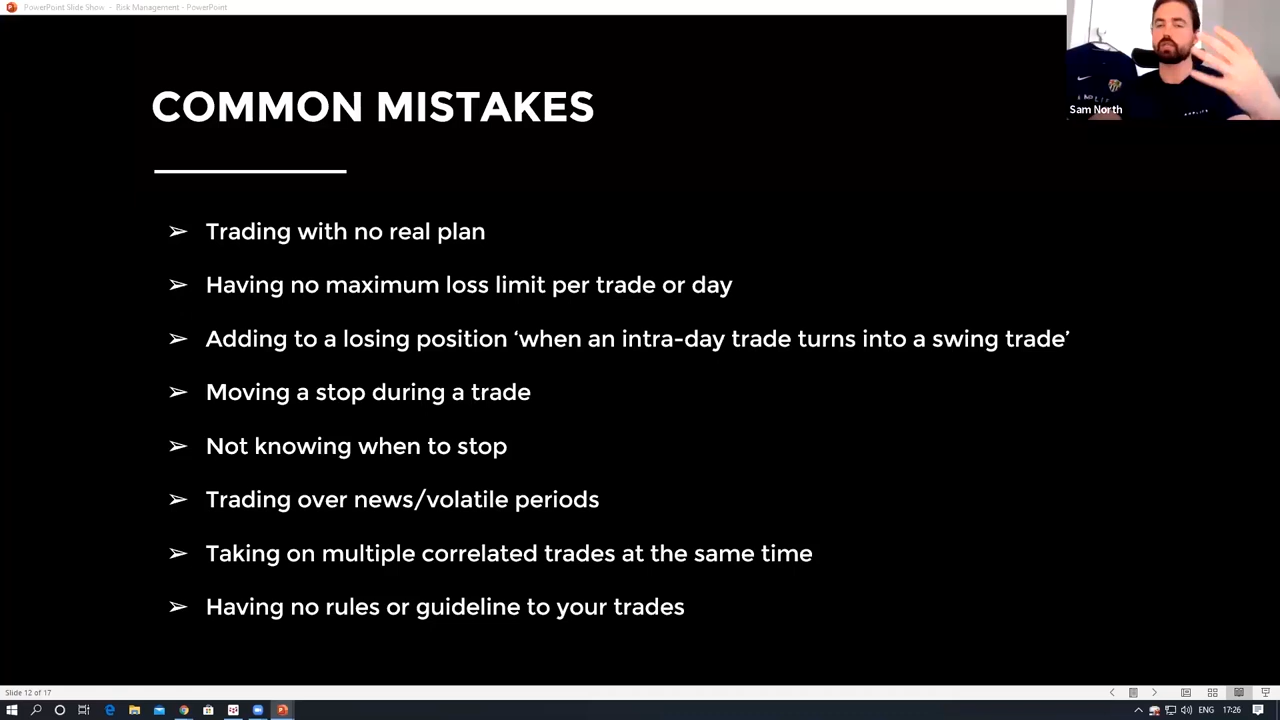 PowerPoint Slide Show - Risk Management - PowerPoint
Sam North
COMMON MISTAKES
➢ Trading with no real plan
➢ Having no maximum loss limit per trade or day
➢ Adding to a losing position ‘when an intra-day trade turns into a swing trade’
➢ Moving a stop during a trade
➢ Not knowing when to stop
➢ Trading over news/volatile periods
➢ Taking on multiple correlated trades at the same time
➢ Having no rules or guideline to your trades
Slide 12 of 17
ENG
17:26